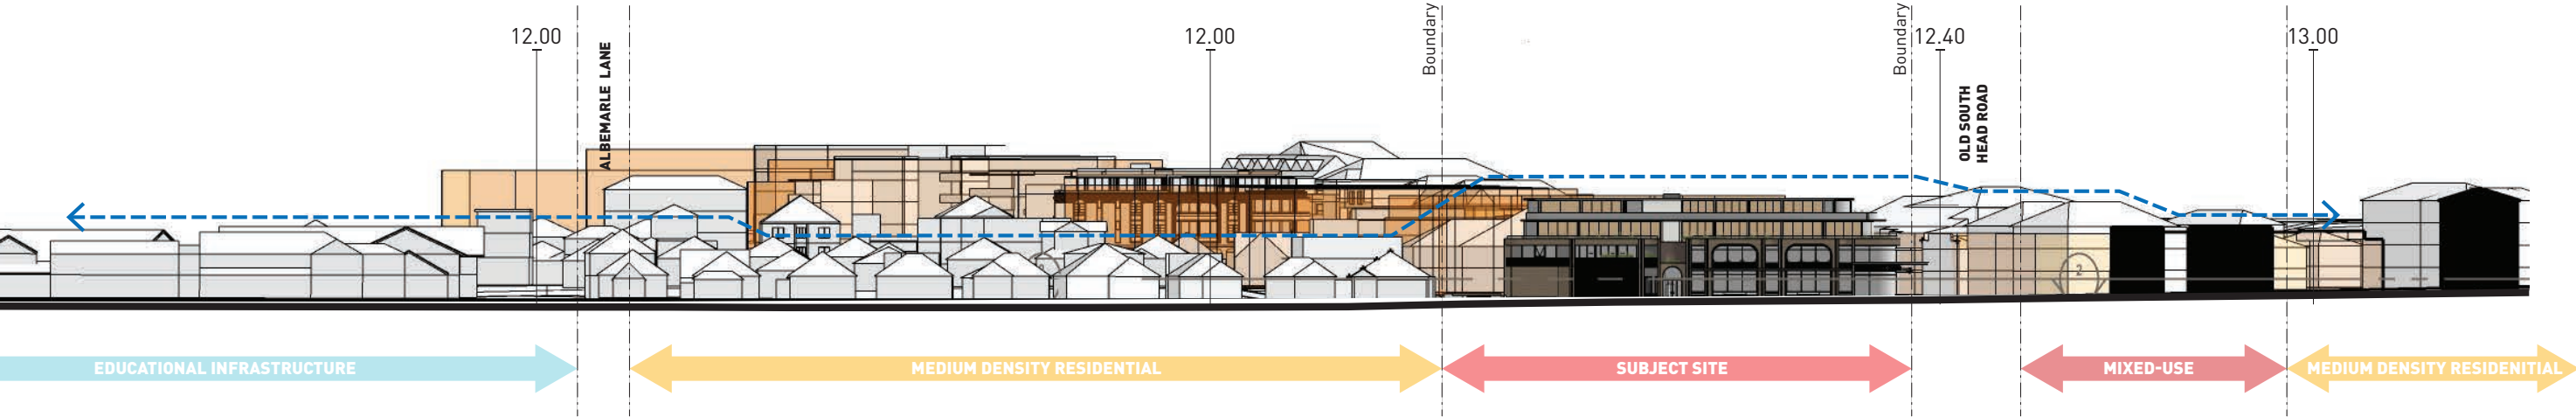 12.00
ALBEMARLE LANE
12.00
Boundary
Boundary
12.40
OLD SOUTH
HEAD ROAD
13.00
M
2
EDUCATIONAL INFRASTRUCTURE
MEDIUM DENSITY RESIDENTIAL
SUBJECT SITE
MIXED-USE
MEDIUM DENSITY RESIDENITIAL